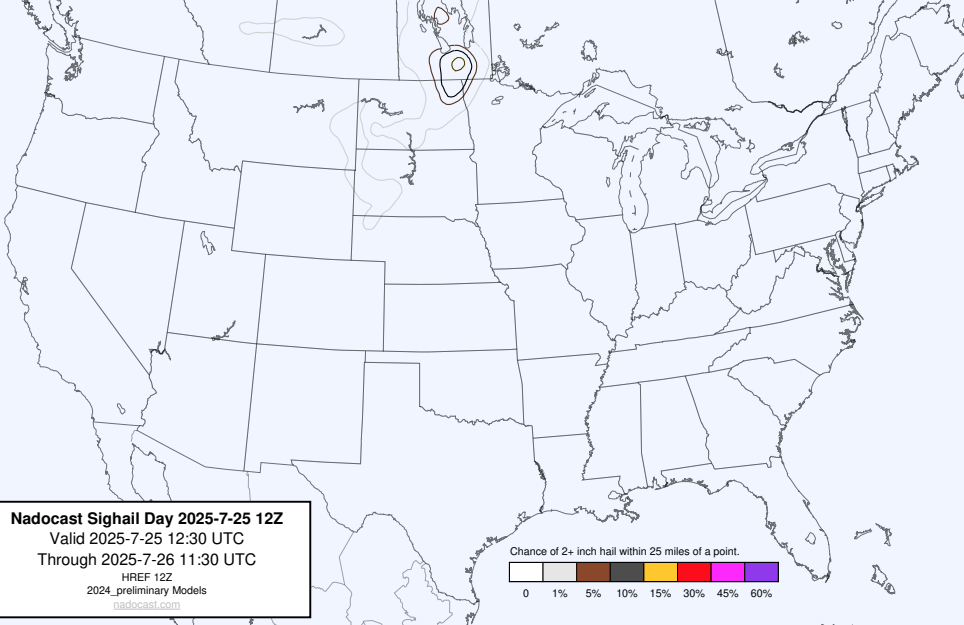 Nadocast Sighail Day 2025-7-25 12Z
Valid 2025-7-25 12:30 UTC
Through 2025-7-26 11:30 UTC
HREF 12Z
2024_preliminary Models
nadocast.com
Chance of 2+ inch hail within 25 miles of a point.
0 1% 5% 10% 15% 30% 45% 60%